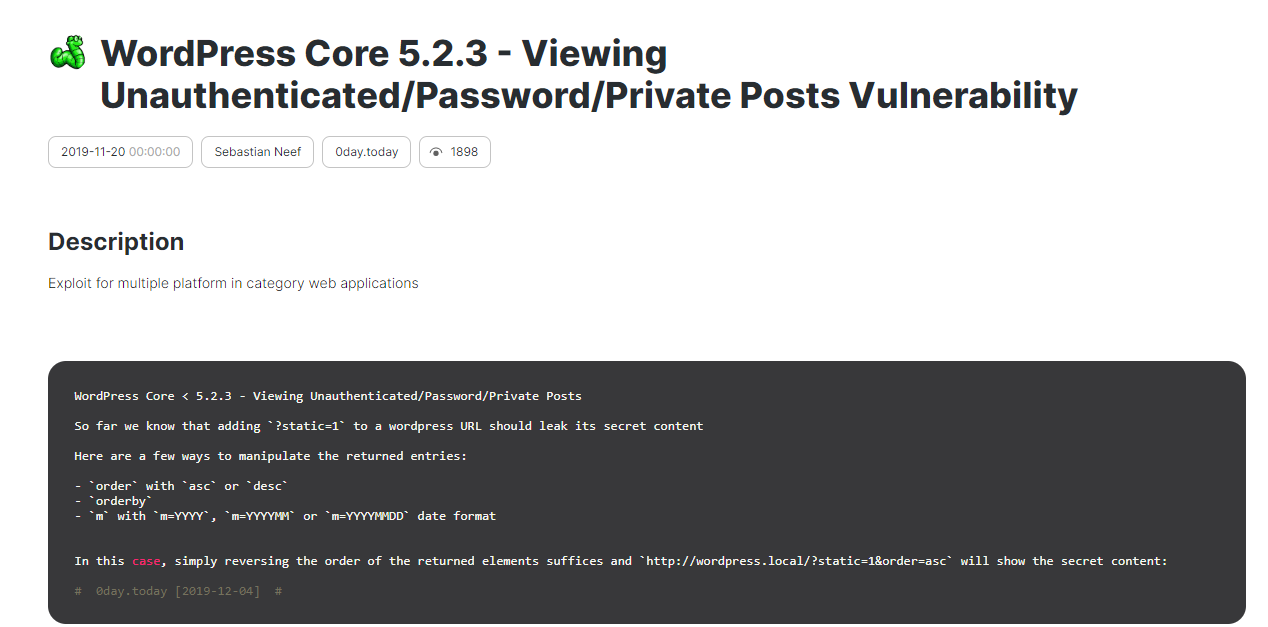 WordPress Core 5.2.3 - Viewing
Unauthenticated/Password/Private Posts Vulnerability
2019-11-20 00:00:00 Sebastian Neef 0day.today 1898
Description
Exploit for multiple platform in category web applications
WordPress Core < 5.2.3 - Viewing Unauthenticated/Password/Private Posts
So far we know that adding `?static=1` to a wordpress URL should leak its secret content
Here are a few ways to manipulate the returned entries:
- `order` with `asc` or `desc`
- `orderby`
- `m` with `m=YYYY`, `m=YYYYMM` or `m=YYYYMMDD` date format
In this case, simply reversing the order of the returned elements suffices and `http://wordpress.local/?static=1&order=asc` will show the secret content:
#  0day.today [2019-12-04]  #